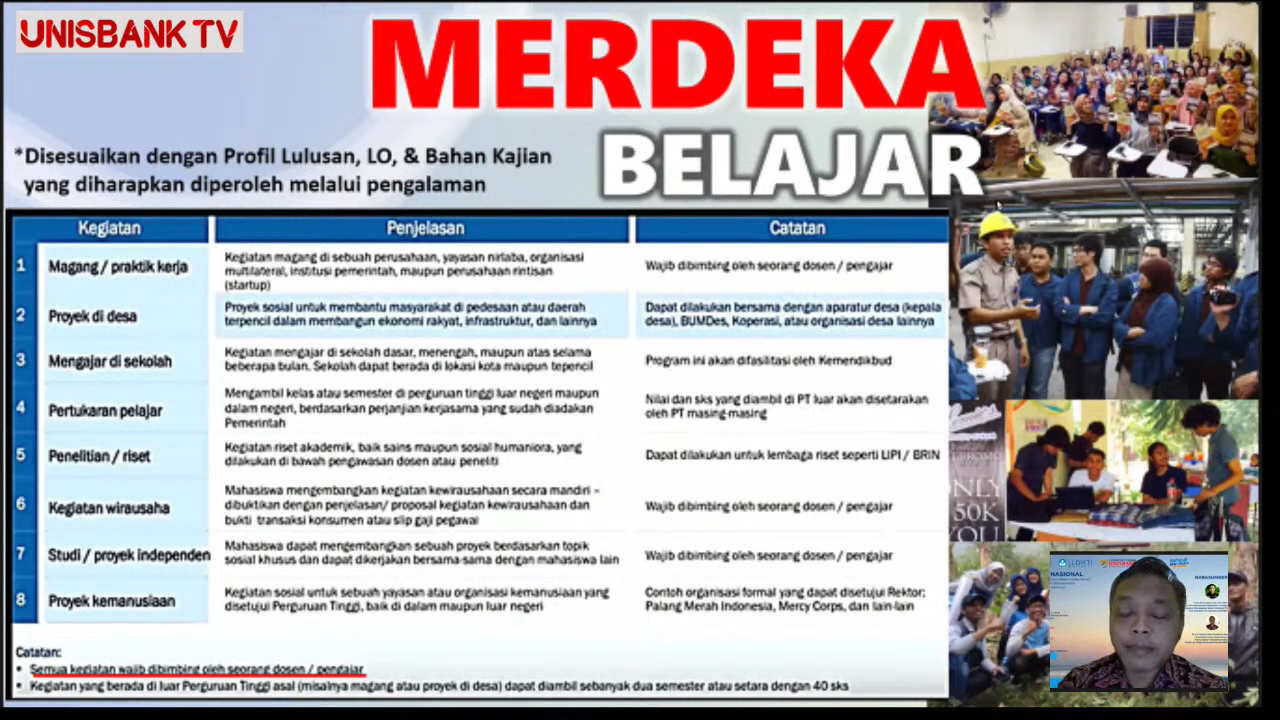 UNISBANK TV
MERDEKA
BELAJAR
*Disesuaikan dengan Profil Lulusan, LO, & Bahan Kajian
yang diharapkan diperoleh melalui pengalaman
Kegiatan Penjelasan Catatan
1 Magang / praktik kerja
Kegiatan magang di sebuah perusahaan, yayasan nirlaba, organisasi
multilateral, institusi pemerintah, maupun perusahaan rintisan
(startup)
Wajib dibimbing oleh seorang dosen / pengajar
2 Proyek di desa
Proyek sosial untuk membantu masyarakat di pedesaan atau daerah
terpencil dalam membangun ekonomi rakyat, infrastruktur, dan lainnya
Dapat dilakukan bersama dengan aparatur desa (kepala
desa), BUMDes, Koperasi, atau organisasi desa lainnya
3 Mengajar di sekolah
Kegiatan mengajar di sekolah dasar, menengah, maupun atas selama
beberapa bulan. Sekolah dapat berada di lokasi kota maupun tepencil
Program ini akan difasilitasi oleh Kemendikbud
4 Pertukaran pelajar
Mengambil kelas atau semester di perguruan tinggi luar negeri maupun
dalam negeri, berdasarkan perjanjian kerjasama yang sudah diadakan
Pemerintah
Nilai dan sks yang diambil di PT luar akan disetarakan
oleh PT masing-masing
5 Penelitian / riset
Kegiatan riset akademik, baik sains maupun sosial humaniora, yang
dilakukan di bawah pengawasan dosen atau peneliti
Dapat dilakukan untuk lembaga riset seperti LIPI / BRIN
6 Kegiatan wirausaha
Mahasiswa mengembangkan kegiatan kewirausahaan secara mandiri –
dibuktikan dengan penjelasan/ proposal kegiatan kewirausahaan dan
bukti transaksi konsumen atau slip gaji pegawai
Wajib dibimbing oleh seorang dosen / pengajar
7 Studi / proyek independen
Mahasiswa dapat mengembangkan sebuah proyek berdasarkan topik
sosial khusus dan dapat dikerjakan bersama-sama dengan mahasiswa lain
Wajib dibimbing oleh seorang dosen / pengajar
8 Proyek kemanusiaan
Kegiatan sosial untuk sebuah yayasan atau organisasi kemanusiaan yang
disetujui Perguruan Tinggi, baik di dalam maupun luar negeri
Contoh organisasi formal yang dapat disetujui Rektor:
Palang Merah Indonesia, Mercy Corps, dan lain-lain
Catatan:
• Semua kegiatan wajib dibimbing oleh seorang dosen / pengajar
• Kegiatan yang berada di luar Perguruan Tinggi asal (misalnya magang atau proyek di desa) dapat diambil sebanyak dua semester atau setara dengan 40 sks
NLY
50K
YOU
NASIONAL
UNISBANK